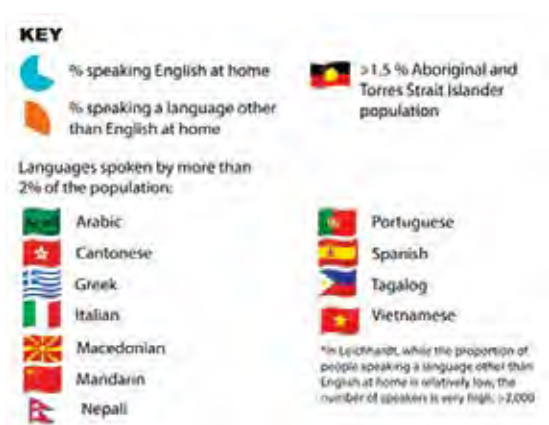 KEY
% speaking English at home
% speaking a language other
than English at home
>1.5 % Aboriginal and
Torres Strait Islander
population
Languages spoken by more than
2% of the population:
Arabic
Cantonese
Greek
Italian
Macedonian
Mandarin
Nepali
Portuguese
Spanish
Tagalog
Vietnamese
*In Leichhardt, while the proportion of
people speaking a language other than
English at home is relatively low, the
number of speakers is very high, >2,000